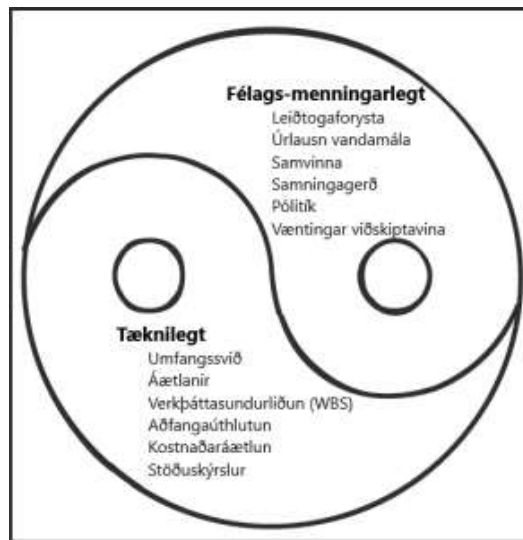 Félags-menningarlegt
Leiðtogaforysta
Úrlausn vandamála
Samvinna
Samningagerð
Pólitík
Væntingar viðskiptavina
Tæknilegt
Umfangssvið
Áætlanir
Verkþáttasundurliðun (WBS)
Aðfangaúthlutun
Kostnaðaráætlun
Stöðuskýrslur